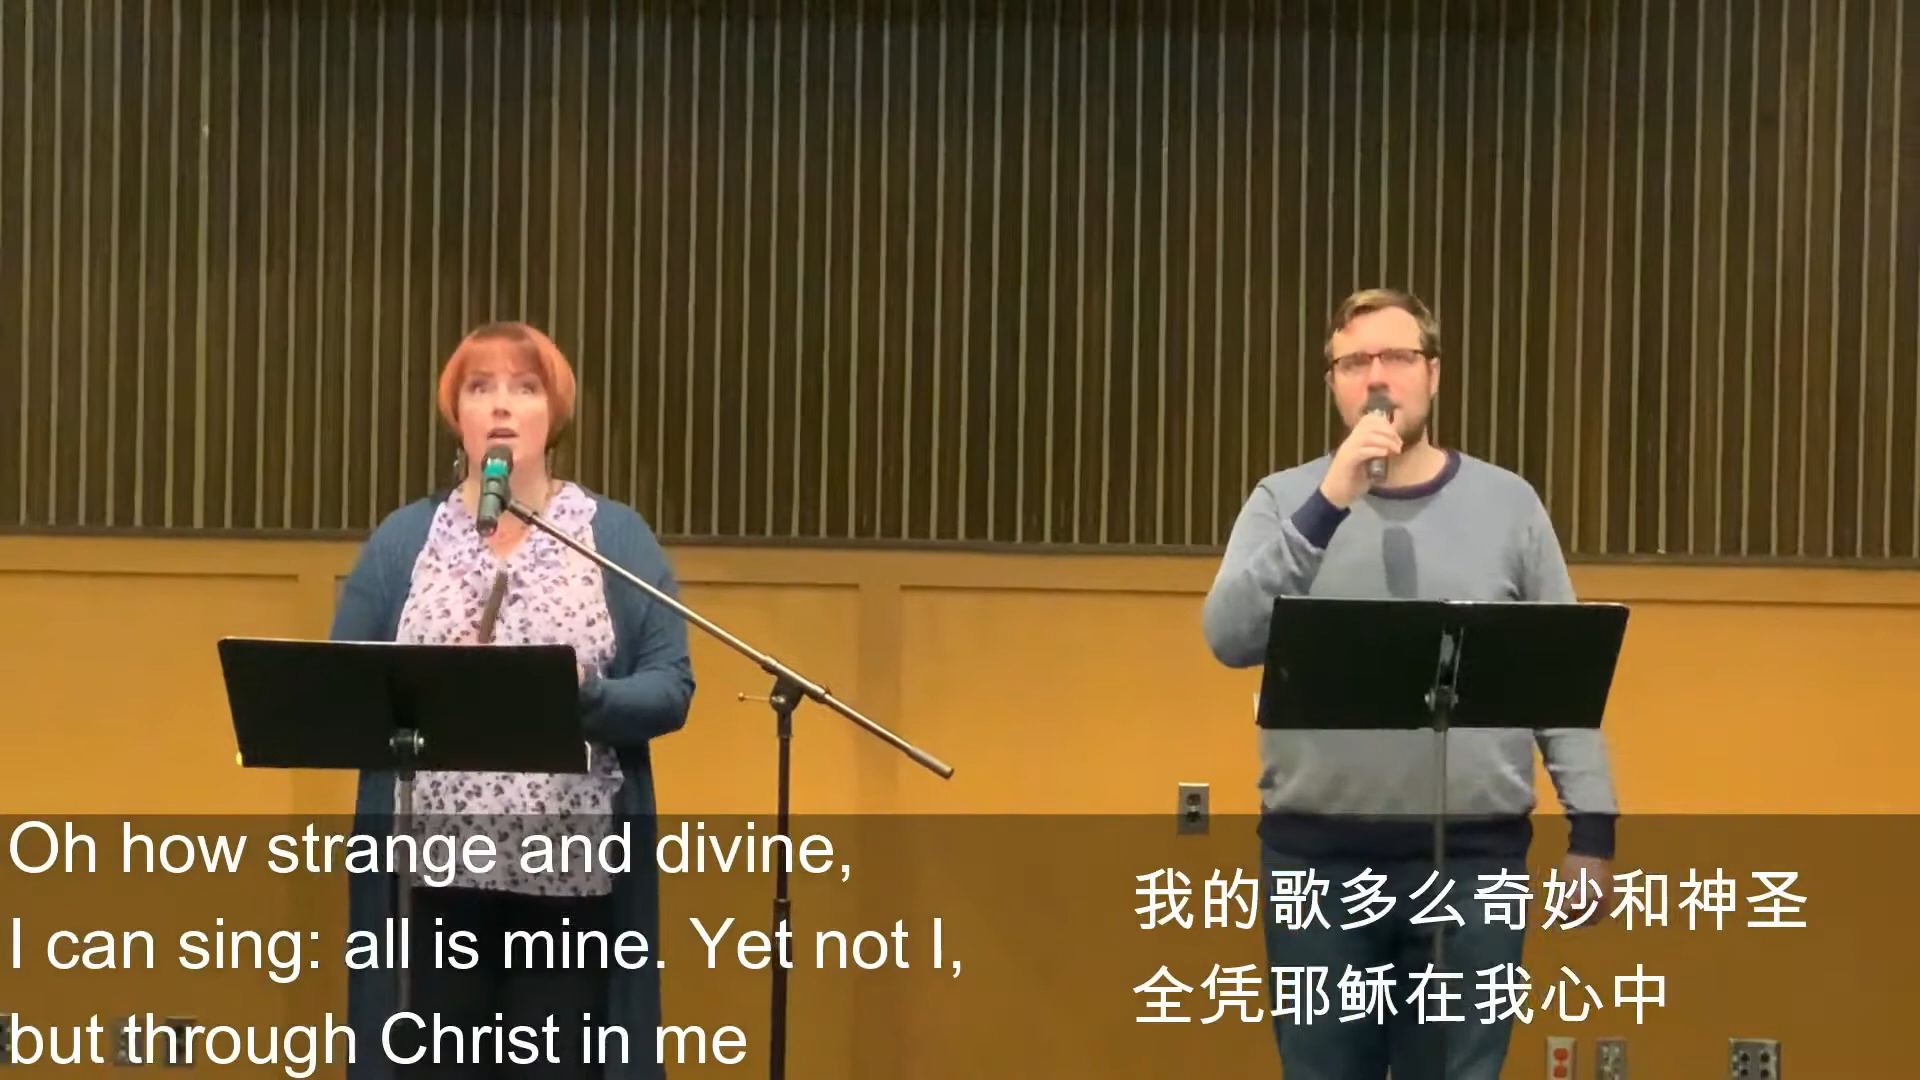 Oh how strange and divine,
I can sing: all is mine. Yet not I,
but through Christ in me
我的歌多么奇妙和神圣
全凭耶稣在我心中